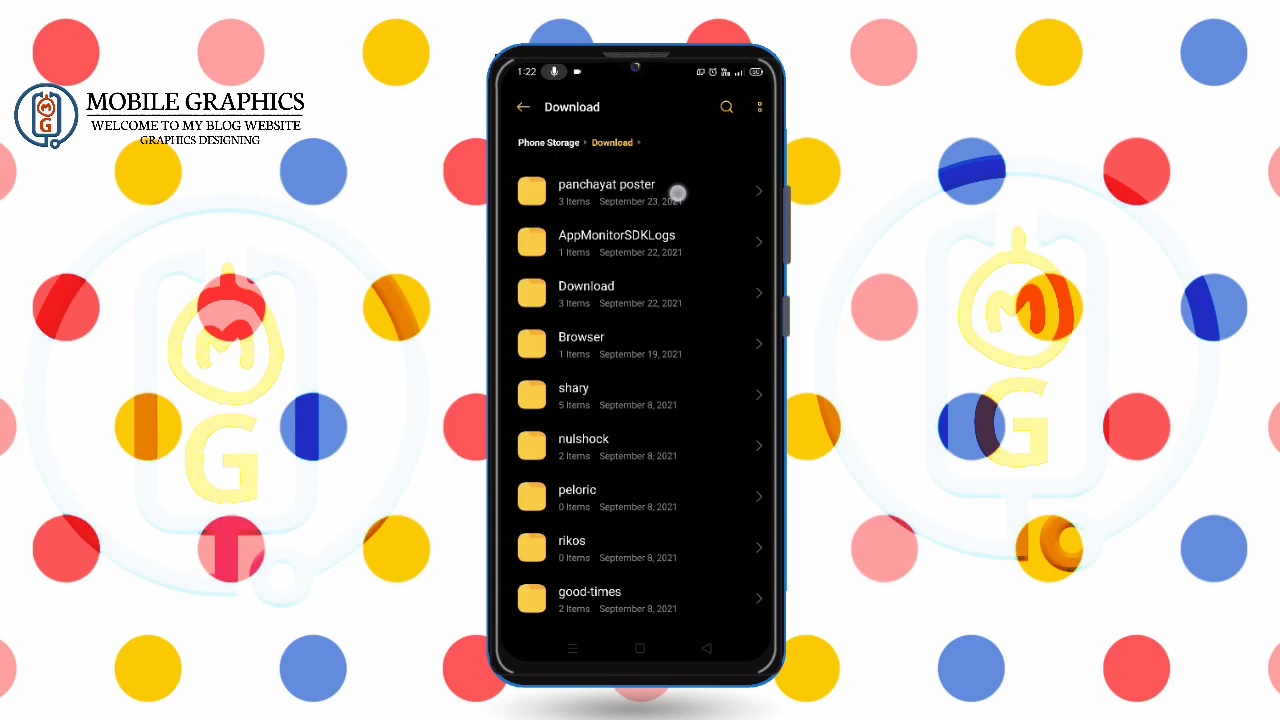 MOBILE GRAPHICS
WELCOME TO MY BLOG WEBSITE
GRAPHICS DESIGNING
1:22
Download
Phone Storage Download
panchayat poster
3 Items September 23, 2021
AppMonitorSDKLogs
1 Items September 22, 2021
Download
3 Items September 22, 2021
Browser
1 Items September 19, 2021
shary
5 Items September 8, 2021
nulshock
2 Items September 8, 2021
peloric
0 Items September 8, 2021
rikos
0 Items September 8, 2021
good-times
2 Items September 8, 2021
M
G
M
G